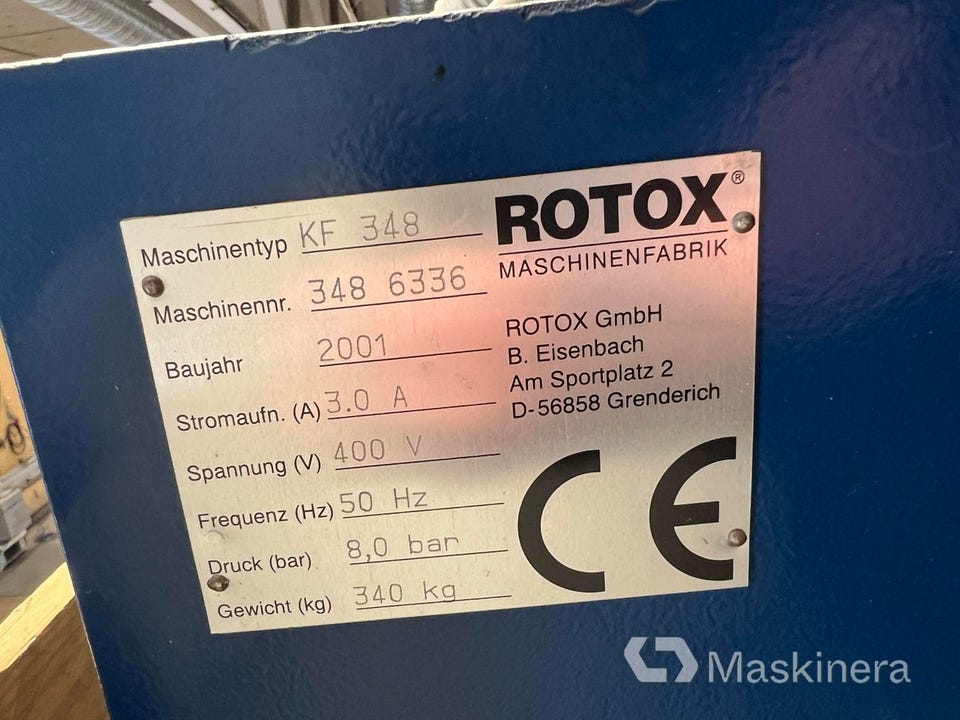 Maschinentyp KF 348
Maschinennr. 348 6336
Baujahr 2001
Stromaufn. (A) 3.0 A
Spannung (V) 400 V
Frequenz (Hz) 50 Hz
Druck (bar) 8,0 bar
Gewicht (kg) 340 kg
ROTOX®
MASCHINENFABRIK
ROTOX GmbH
B. Eisenbach
Am Sportplatz 2
D-56858 Grenderich
CE
Maskinera